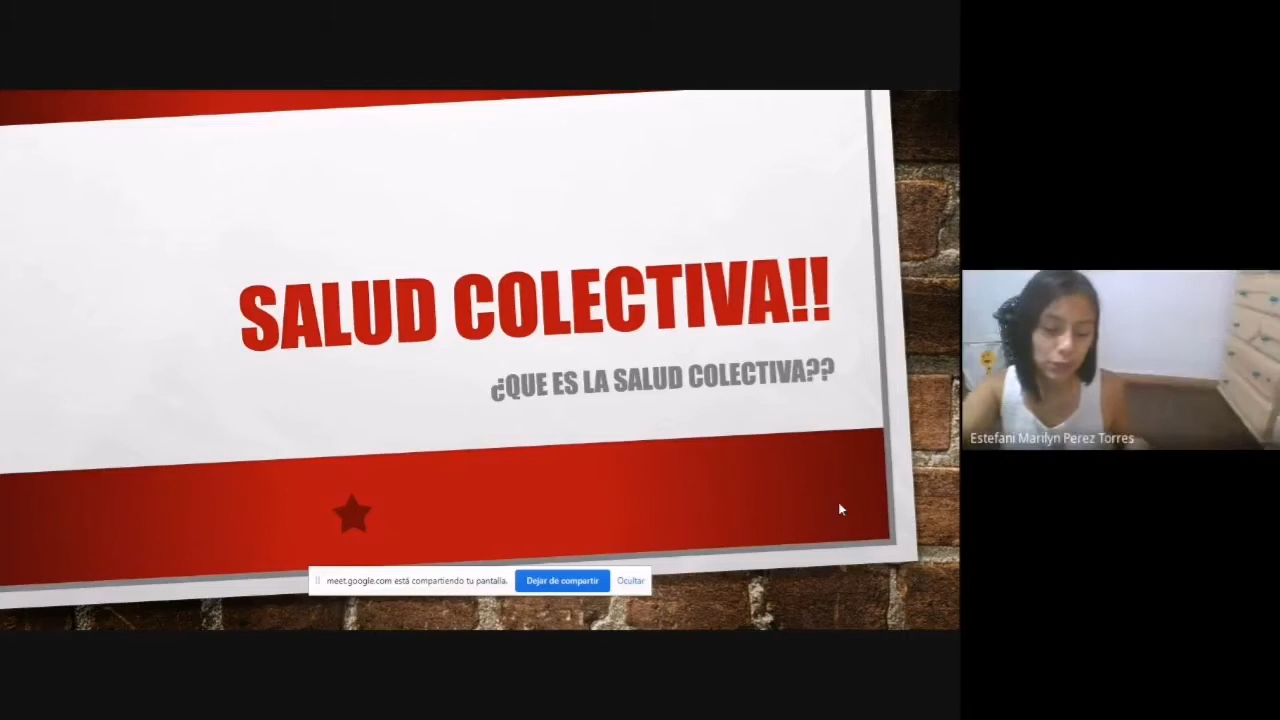 SALUD COLECTIVA!!
¿QUE ES LA SALUD COLECTIVA??
meet.google.com está compartiendo tu pantalla.
Dejar de compartir
Ocultar
Estefani Marilyn Perez Torres